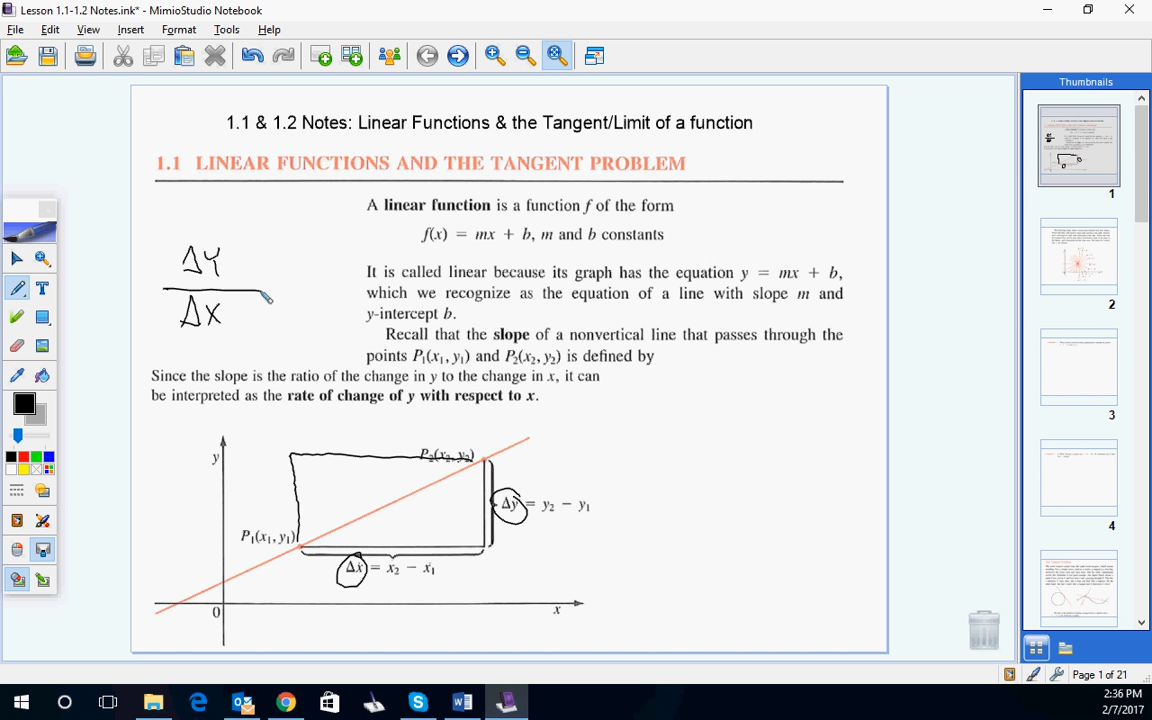 Lesson 1.1-1.2 Notes.ink* - MimioStudio Notebook
File Edit View Insert Format Tools Help
Thumbnails
1.1 & 1.2 Notes: Linear Functions & the Tangent/Limit of a function
1.1 LINEAR FUNCTIONS AND THE TANGENT PROBLEM
A linear function is a function f of the form
f(x) = mx + b, m and b constants
It is called linear because its graph has the equation y = mx + b,
which we recognize as the equation of a line with slope m and
y-intercept b.
Recall that the slope of a nonvertical line that passes through the
points P₁(x₁, y₁) and P₂(x₂, y₂) is defined by
ΔY
ΔX
Since the slope is the ratio of the change in y to the change in x, it can
be interpreted as the rate of change of y with respect to x.
y
P₂(x₂, y₂)
Δy = y₂ − y₁
P₁(x₁, y₁)
Δx = x₂ − x₁
0
x
T
1
2
3
4
Page 1 of 21
2:36 PM
2/7/2017